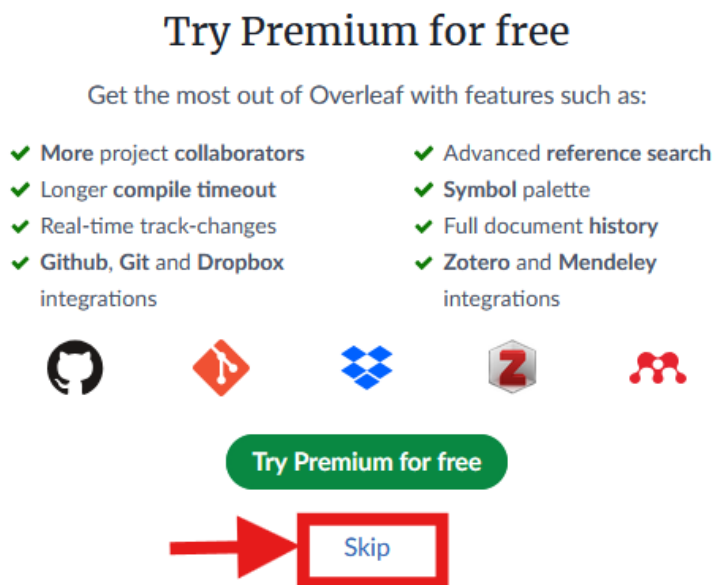 Try Premium for free
Get the most out of Overleaf with features such as:
More project collaborators
Longer compile timeout
Real-time track-changes
Github, Git and Dropbox
integrations
Advanced reference search
Symbol palette
Full document history
Zotero and Mendeley
integrations
Z
Try Premium for free
Skip